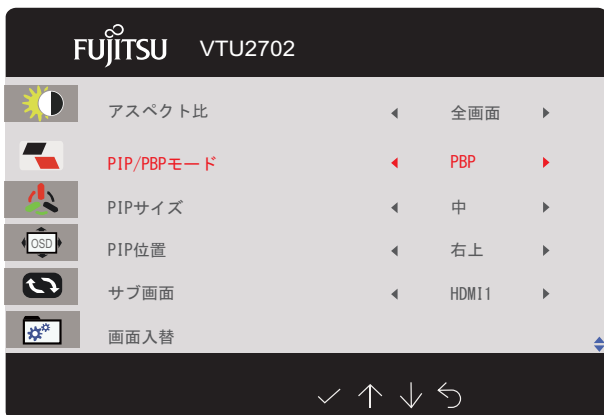 FUJITSU VTU2702
アスペクト比 全画面
PIP/PBPモード PBP
PIPサイズ 中
PIP位置 右上
OSD
サブ画面 HDMI1
画面入替